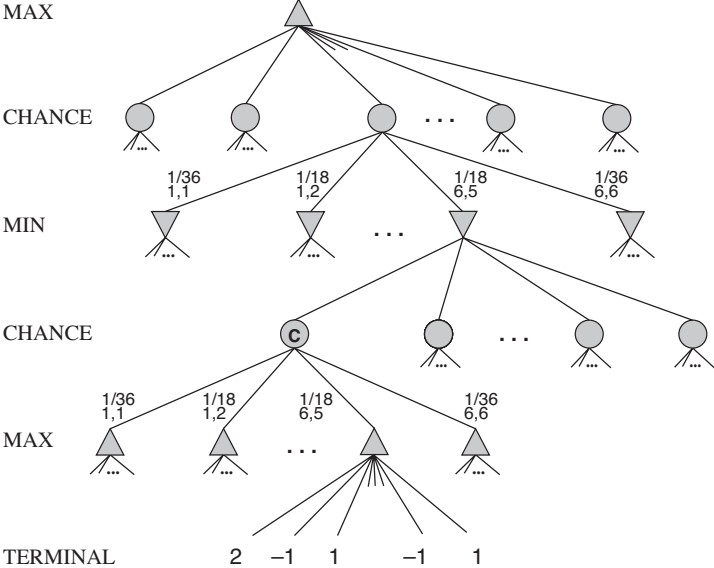 MAX
CHANCE
...
... ... ... ... ...
1/36 1/18 1/18 1/36
1,1 1,2 6,5 6,6
MIN
...
... ... ...
CHANCE C
...
... ... ...
1/36 1/18 1/18 1/36
1,1 1,2 6,5 6,6
MAX
...
... ... ...
TERMINAL 2 –1 1 –1 1